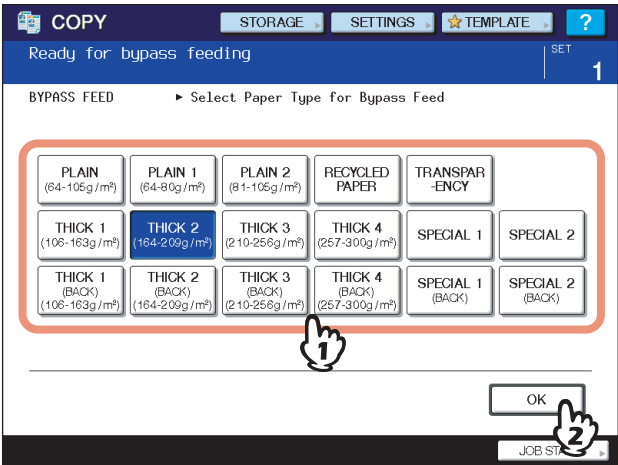 COPY
STORAGE
SETTINGS
TEMPLATE
?
Ready for bypass feeding
SET
1
BYPASS FEED
► Select Paper Type for Bypass Feed
PLAIN
(64-105g/m²)
PLAIN 1
(64-80g/m²)
PLAIN 2
(81-105g/m²)
RECYCLED
PAPER
TRANSPAR
-ENCY
THICK 1
(106-163g/m²)
THICK 2
(164-209g/m²)
THICK 3
(210-256g/m²)
THICK 4
(257-300g/m²)
SPECIAL 1
SPECIAL 2
THICK 1
(BACK)
(106-163g/m²)
THICK 2
(BACK)
(164-209g/m²)
THICK 3
(BACK)
(210-256g/m²)
THICK 4
(BACK)
(257-300g/m²)
SPECIAL 1
(BACK)
SPECIAL 2
(BACK)
1
OK
2
JOB